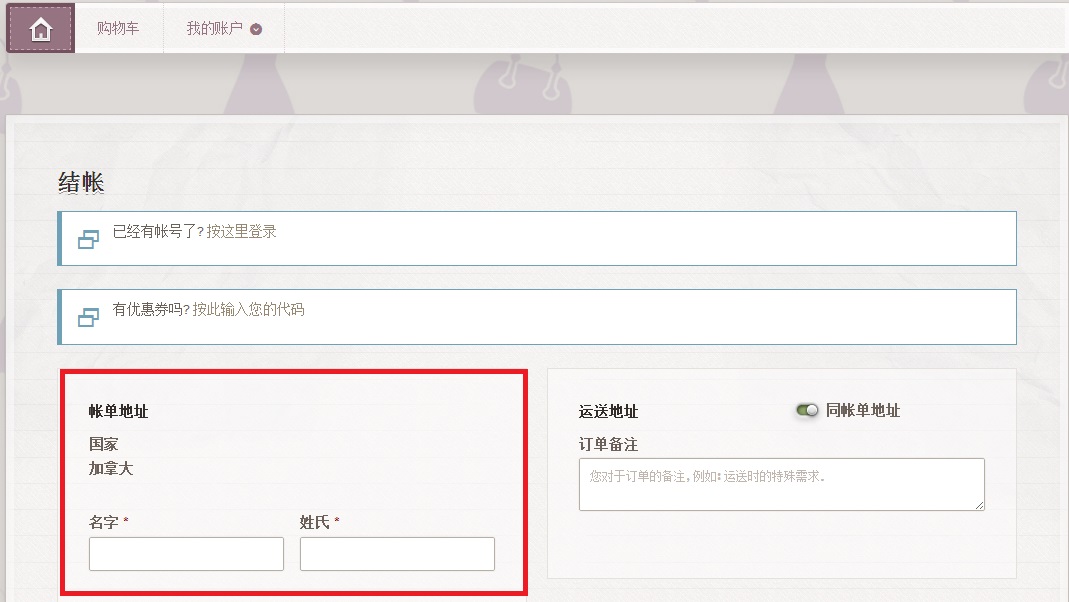 购物车
我的账户
结帐
已经有帐号了? 按这里登录
有优惠券吗? 按此输入您的代码
帐单地址
国家
加拿大
名字 *
姓氏 *
运送地址
同帐单地址
订单备注
您对于订单的备注,例如: 运送时的特殊需求.